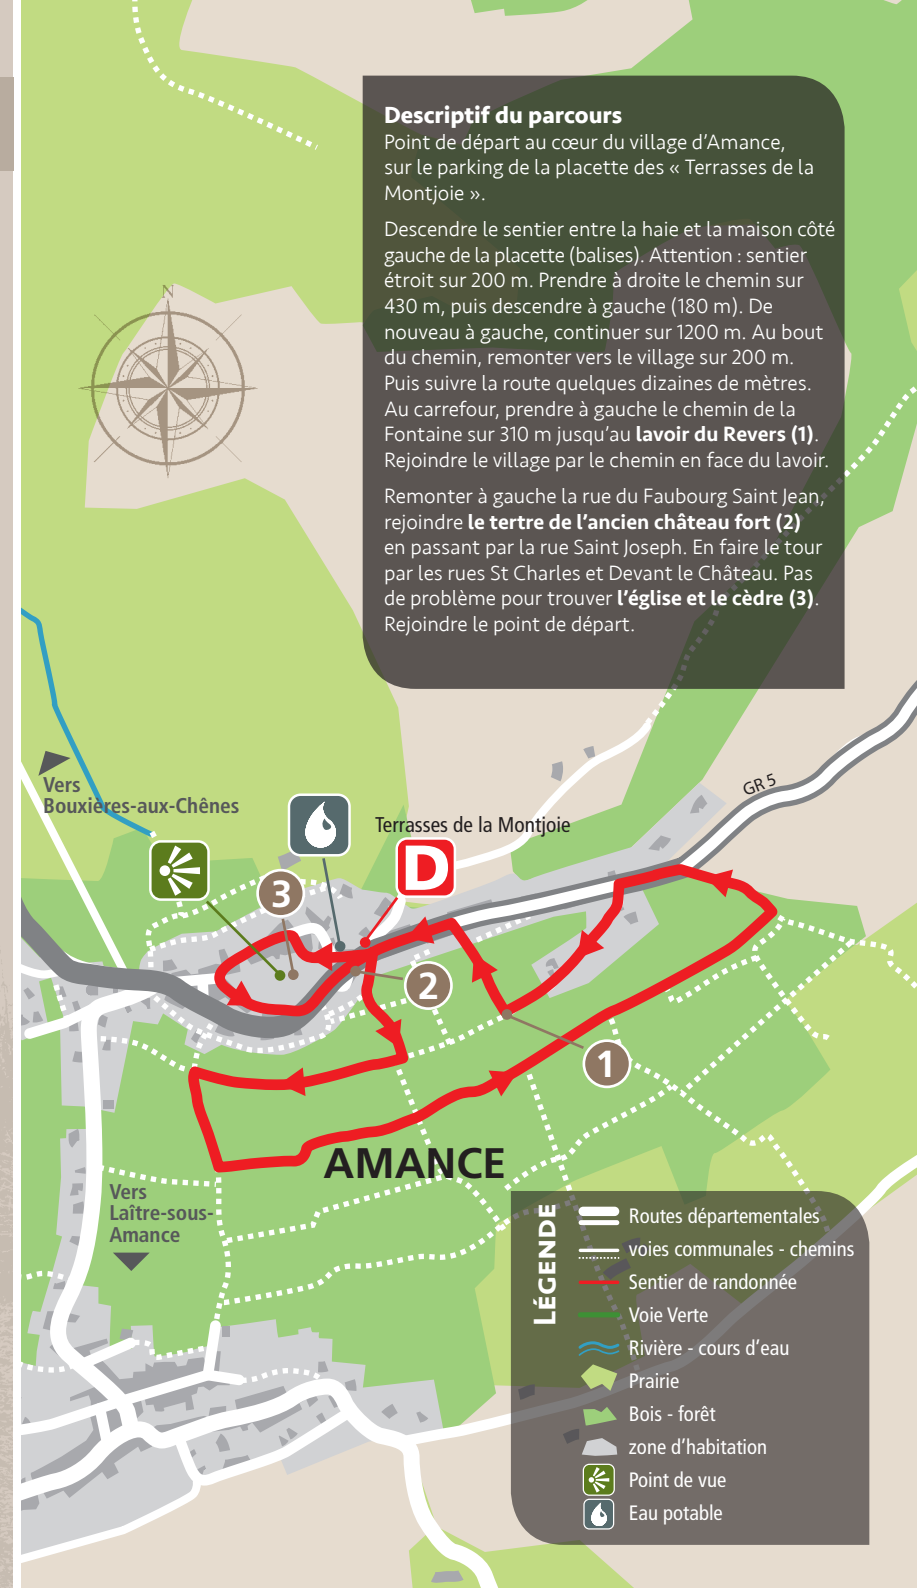 Descriptif du parcours
Point de départ au cœur du village d’Amance,
sur le parking de la placette des « Terrasses de la
Montjoie ».
Descendre le sentier entre la haie et la maison côté
gauche de la placette (balises). Attention : sentier
étroit sur 200 m. Prendre à droite le chemin sur
430 m, puis descendre à gauche (180 m). De
nouveau à gauche, continuer sur 1200 m. Au bout
du chemin, remonter vers le village sur 200 m.
Puis suivre la route quelques dizaines de mètres.
Au carrefour, prendre à gauche le chemin de la
Fontaine sur 310 m jusqu’au lavoir du Revers (1).
Rejoindre le village par le chemin en face du lavoir.
Remonter à gauche la rue du Faubourg Saint Jean,
rejoindre le tertre de l’ancien château fort (2)
en passant par la rue Saint Joseph. En faire le tour
par les rues St Charles et Devant le Château. Pas
de problème pour trouver l’église et le cèdre (3).
Rejoindre le point de départ.
N
Vers
Bouxières-aux-Chênes
GR 5
Terrasses de la Montjoie
D
3
2
1
AMANCE
Vers
Laître-sous-
Amance
LÉGENDE
Routes départementales
voies communales - chemins
Sentier de randonnée
Voie Verte
Rivière - cours d’eau
Prairie
Bois - forêt
zone d’habitation
Point de vue
Eau potable